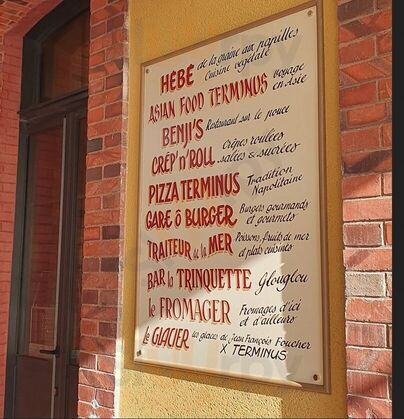 HÉBÉ de la graine aux papilles
Cuisine végétale
ASIAN FOOD TERMINUS voyage
en Asie
BENJI'S Restaurant sur le pouce
CRÊP'n'ROLL Crêpes roulées
salées & sucrées
PIZZA TERMINUS Tradition
Napolitaine
GARE Ô BURGER Burgers gourmands
et gourmets
TRAITEUR de la MER Poissons, fruits de mer
et plats cuisinés
BAR la TRINQUETTE Glouglou
le FROMAGER Fromages d'ici
et d'ailleurs
le GLACIER les glaces de Jean François Foucher
X TERMINUS